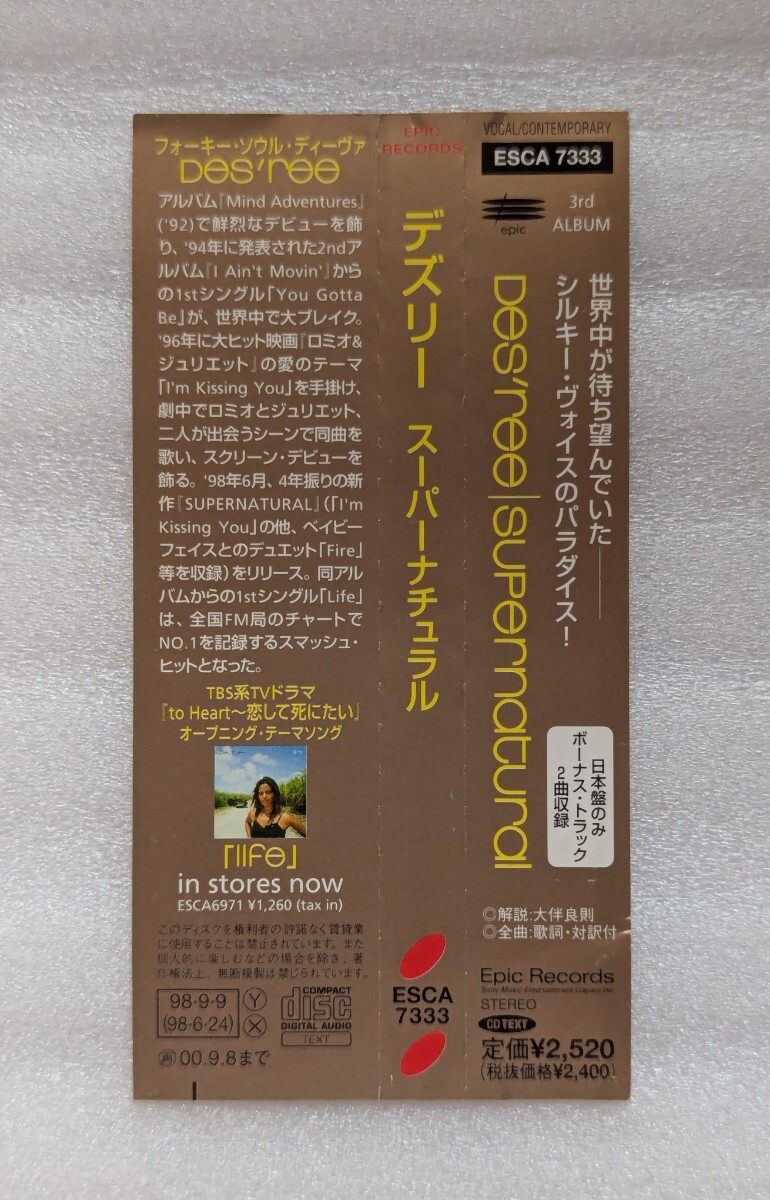 フォーキー・ソウル・ディーヴァ
Des'ree
アルバム『Mind Adventures』
('92)で鮮烈なデビューを飾
り、'94年に発表された2ndア
ルバム『I Ain't Movin'』から
の1stシングル「You Gotta
Be」が、世界中で大ブレイク。
'96年に大ヒット映画『ロミオ&
ジュリエット』の愛のテーマ
「I'm Kissing You」を手掛け、
劇中でロミオとジュリエット、
二人が出会うシーンで同曲を
歌い、スクリーン・デビューを
飾る。'98年6月、4年振りの新
作『SUPERNATURAL』(「I'm
Kissing You」の他、ベイビー
フェイスとのデュエット「Fire」
等を収録)をリリース。同アル
バムからの1stシングル「Life」
は、全国FM局のチャートで
NO.1を記録するスマッシュ・
ヒットとなった。
TBS系TVドラマ
『to Heart〜恋して死にたい』
オープニング・テーマソング
「life」
in stores now
ESCA6971 ¥1,260 (tax in)
このディスクを権利者の許諾なく賃貸業
に使用することは禁止されています。また
個人的に楽しむなどの場合を除き、著
作権法上、無断複製は禁じられています。
98・9・9
(98・6・24)
Y
X
COMPACT
disc
DIGITAL AUDIO
TEXT
再 00.9.8まで
EPIC
RECORDS
デズリー スーパーナチュラル
ESCA
7333
VOCAL/CONTEMPORARY
ESCA 7333
epic
3rd
ALBUM
世界中が待ち望んでいた――
シルキー・ヴォイスのパラダイス!
Des'ree | supernatural
日本盤のみ
ボーナス・トラック
2曲収録
◎解説:大伴良則
◎全曲:歌詞・対訳付
Epic Records
Sony Music Entertainment (Japan) Inc.
STEREO
CD TEXT
定価¥2,520
(税抜価格¥2,400)